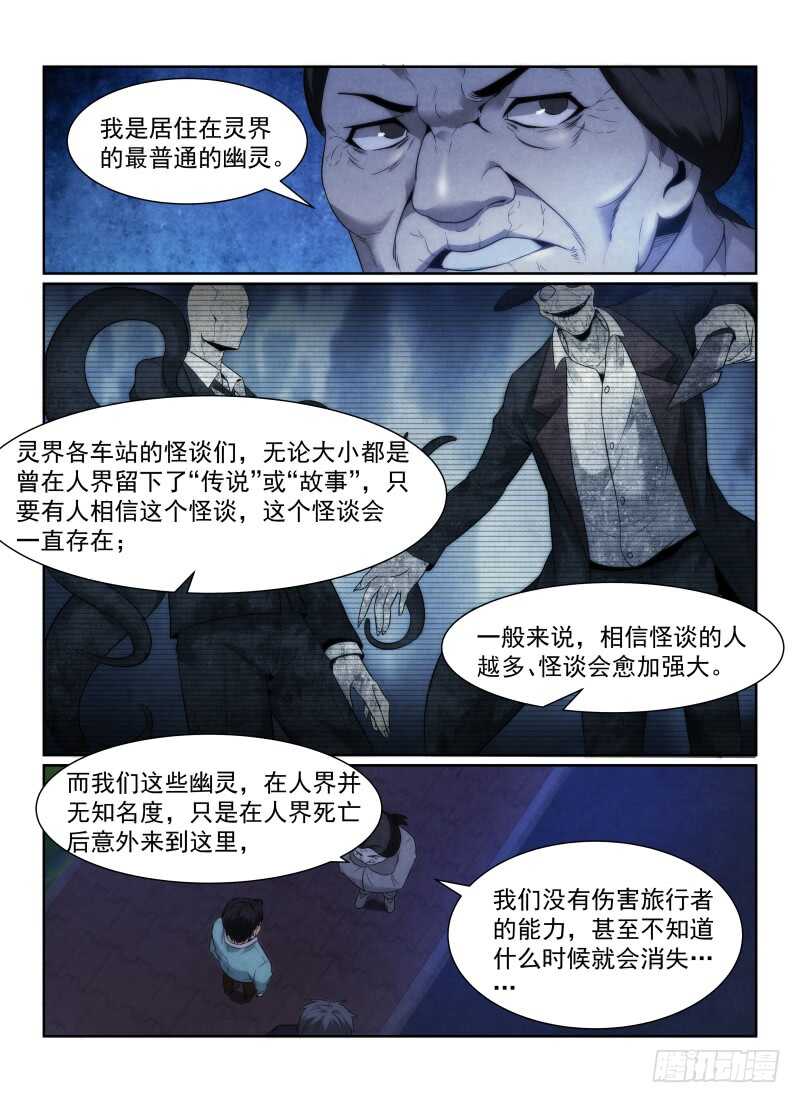 我是居住在灵界
的最普通的幽灵。
灵界各车站的怪谈们，无论大小都是
曾在人界留下了“传说”或“故事”，只
要有人相信这个怪谈，这个怪谈会
一直存在；
一般来说，相信怪谈的人
越多、怪谈会愈加强大。
而我们这些幽灵，在人界并
无知名度，只是在人界死亡
后意外来到这里，
我们没有伤害旅行者
的能力，甚至不知道
什么时候就会消失…
…
腾讯动漫